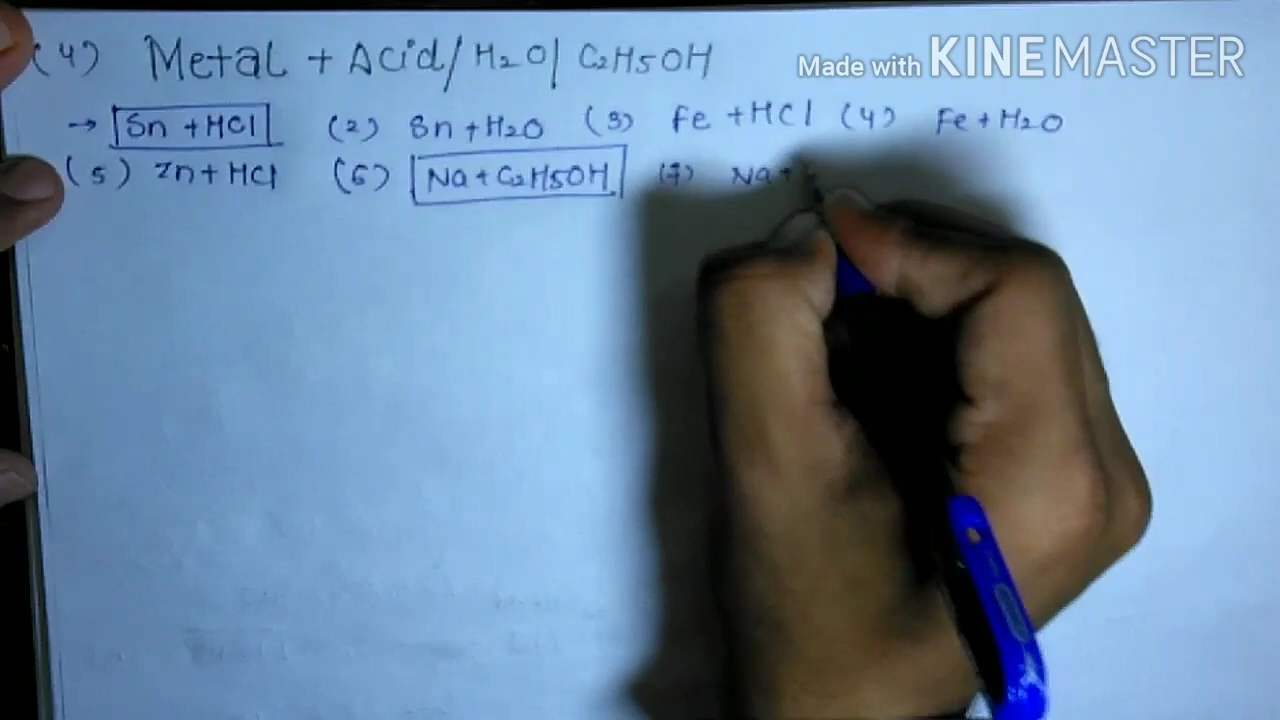 (4) Metal + Acid/H2O/C2H5OH
Made with KINEMASTER
→ Sn + HCl (2) Sn + H2O (3) Fe + HCl (4) Fe + H2O
(5) Zn + HCl (6) Na + C2H5OH (7) Na +